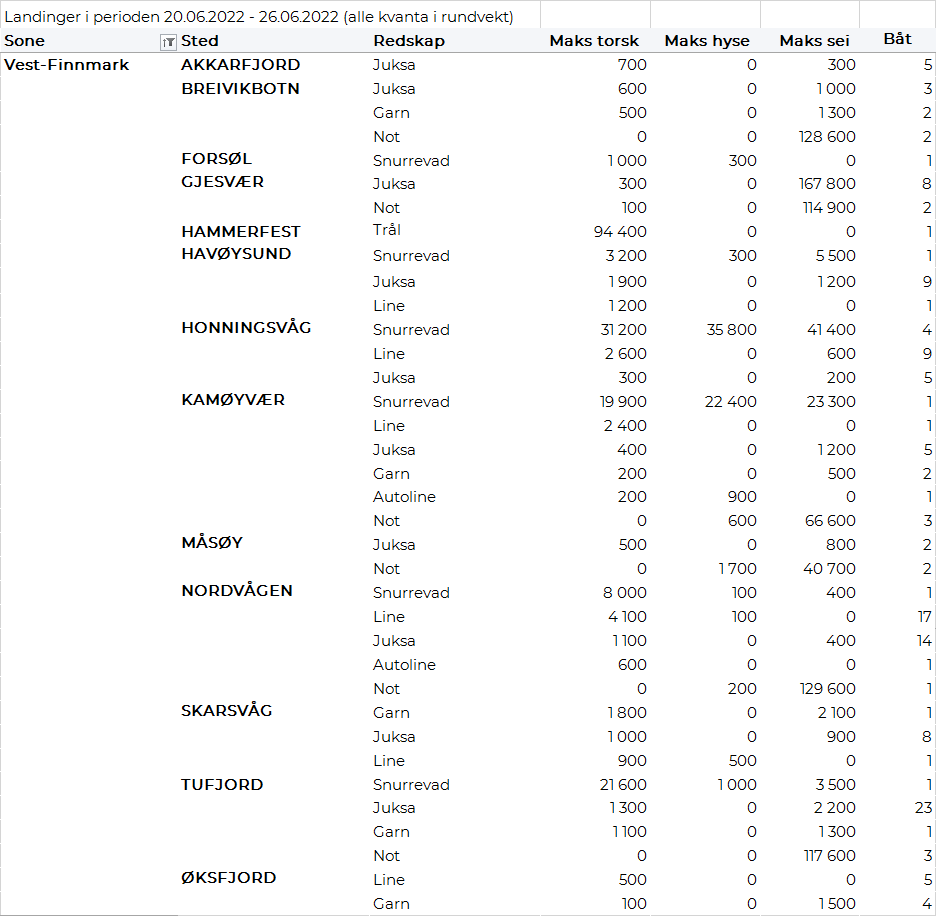 Landinger i perioden 20.06.2022 - 26.06.2022 (alle kvanta i rundvekt)
Sone Sted Redskap Maks torsk Maks hyse Maks sei Båt
Vest-Finnmark AKKARFJORD Juksa 700 0 300 5
BREIVIKBOTN Juksa 600 0 1 000 3
Garn 500 0 1 300 2
Not 0 0 128 600 2
FORSØL Snurrevad 1 000 300 0 1
GJESVÆR Juksa 300 0 167 800 8
Not 100 0 114 900 2
HAMMERFEST Trål 94 400 0 0 1
HAVØYSUND Snurrevad 3 200 300 5 500 1
Juksa 1 900 0 1 200 9
Line 1 200 0 0 1
HONNINGSVÅG Snurrevad 31 200 35 800 41 400 4
Line 2 600 0 600 9
Juksa 300 0 200 5
KAMØYVÆR Snurrevad 19 900 22 400 23 300 1
Line 2 400 0 0 1
Juksa 400 0 1 200 5
Garn 200 0 500 2
Autoline 200 900 0 1
Not 0 600 66 600 3
MÅSØY Juksa 500 0 800 2
Not 0 1 700 40 700 2
NORDVÅGEN Snurrevad 8 000 100 400 1
Line 4 100 100 0 17
Juksa 1 100 0 400 14
Autoline 600 0 0 1
Not 0 200 129 600 1
SKARSVÅG Garn 1 800 0 2 100 1
Juksa 1 000 0 900 8
Line 900 500 0 1
TUFJORD Snurrevad 21 600 1 000 3 500 1
Juksa 1 300 0 2 200 23
Garn 1 100 0 1 300 1
Not 0 0 117 600 3
ØKSFJORD Line 500 0 0 5
Garn 100 0 1 500 4